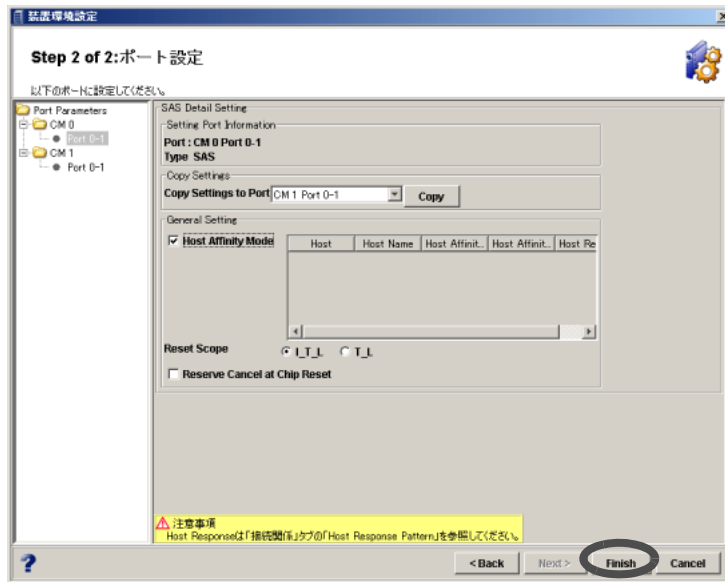 装置環境設定
Step 2 of 2:ポート設定
以下のポートに設定してください。
Port Parameters
CM 0
Port 0-1
CM 1
Port 0-1
SAS Detail Setting
Setting Port Information
Port : CM 0 Port 0-1
Type SAS
Copy Settings
Copy Settings to Port CM 1 Port 0-1 Copy
General Setting
Host Affinity Mode
Host Host Name Host Affinit... Host Affinit... Host Re
Reset Scope I_T_L T_L
Reserve Cancel at Chip Reset
注意事項
Host Responseは「接続関係」タブの「Host Response Pattern」を参照してください。
? < Back Next > Finish Cancel